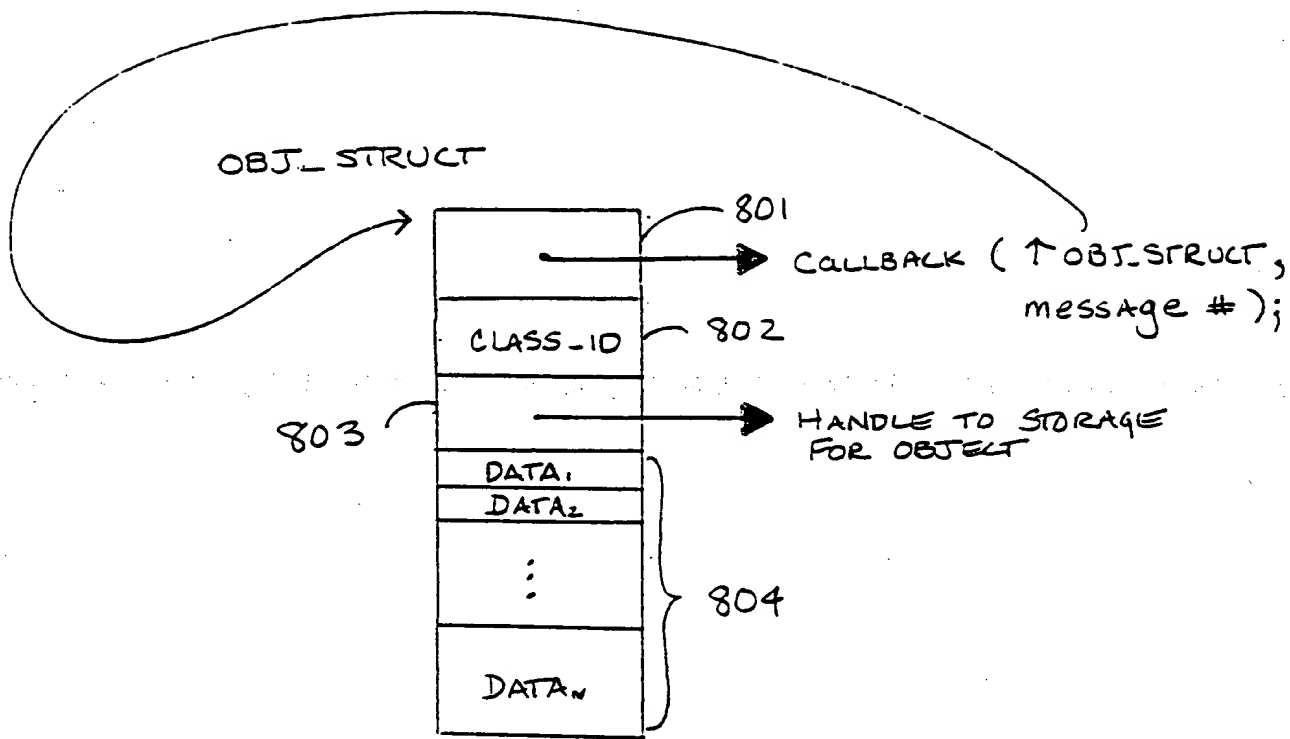 OBJ_STRUCT
801
CALLBACK (↑OBJ_STRUCT,
message #);
CLASS_ID
802
803
HANDLE TO STORAGE
FOR OBJECT
DATA₁
DATA₂
⋮
804
DATAₙ